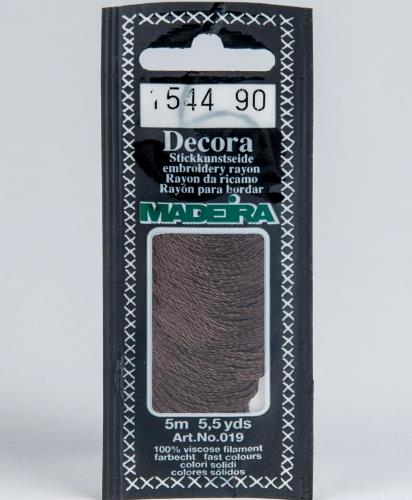 1544 90
Decora
Stickkunstseide
embroidery rayon
Rayon da ricamo
Rayón para bordar
MADEIRA
5m 5,5 yds
Art.No.019
100% viscose filament
farbecht fast colours
colori solidi
colores solidos